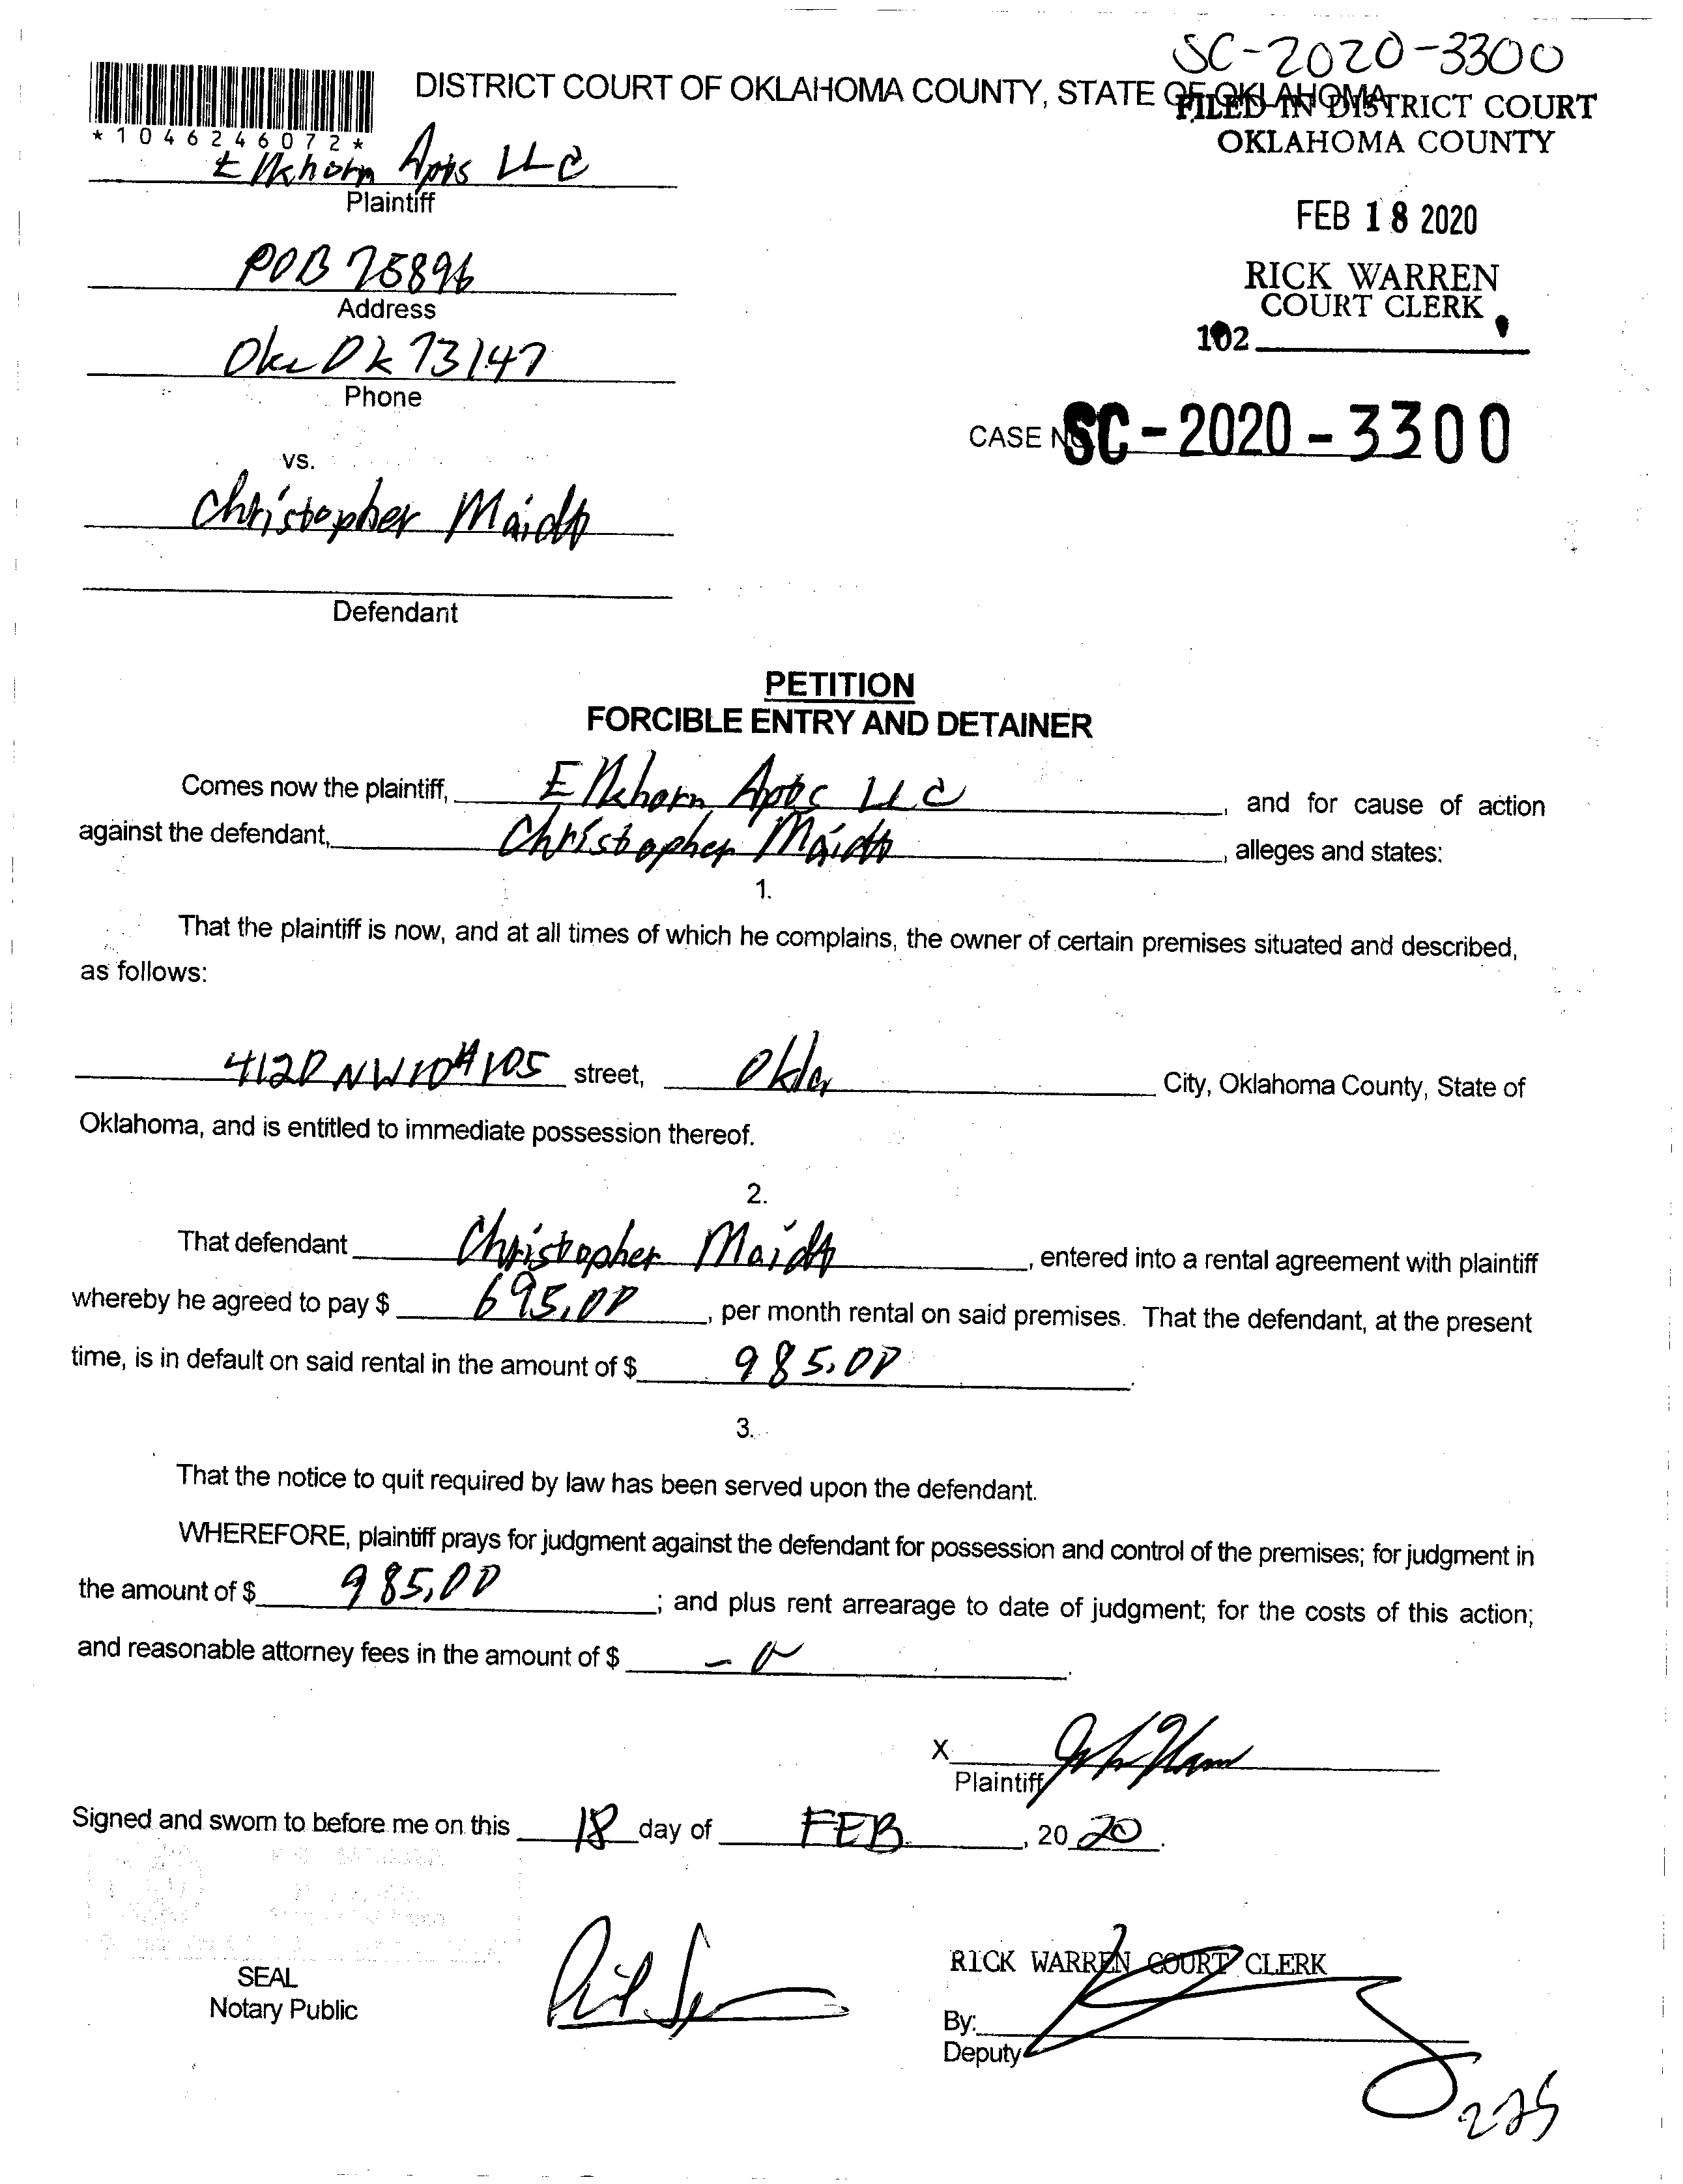 SC-2020-3300
DISTRICT COURT OF OKLAHOMA COUNTY, STATE OF OKLAHOMA
FILED IN DISTRICT COURT
OKLAHOMA COUNTY
*1046246072*
Elkhorn Apts LLC
Plaintiff
FEB 18 2020
POB 75896
Address
RICK WARREN
COURT CLERK
102
Okc Ok 73147
Phone
CASE NO. SC-2020-3300
vs.
Christopher
Defendant
PETITION
FORCIBLE ENTRY AND DETAINER
Comes now the plaintiff, Elkhorn Apts LLC, and for cause of action
against the defendant, Christopher, alleges and states:
1.
That the plaintiff is now, and at all times of which he complains, the owner of certain premises situated and described,
as follows:
4120 NW10 #105 street, City, Oklahoma County, State of
Oklahoma, and is entitled to immediate possession thereof.
2.
That defendant Christopher, entered into a rental agreement with plaintiff
whereby he agreed to pay $ 695.00, per month rental on said premises. That the defendant, at the present
time, is in default on said rental in the amount of $ 985.00.
3.
That the notice to quit required by law has been served upon the defendant.
WHEREFORE, plaintiff prays for judgment against the defendant for possession and control of the premises; for judgment in
the amount of $ 985.00; and plus rent arrearage to date of judgment; for the costs of this action;
and reasonable attorney fees in the amount of $
X
Plaintiff
Signed and sworn to before me on this 18 day of FEB, 2020.
SEAL
Notary Public
RICK WARREN COURT CLERK
By:
Deputy
225